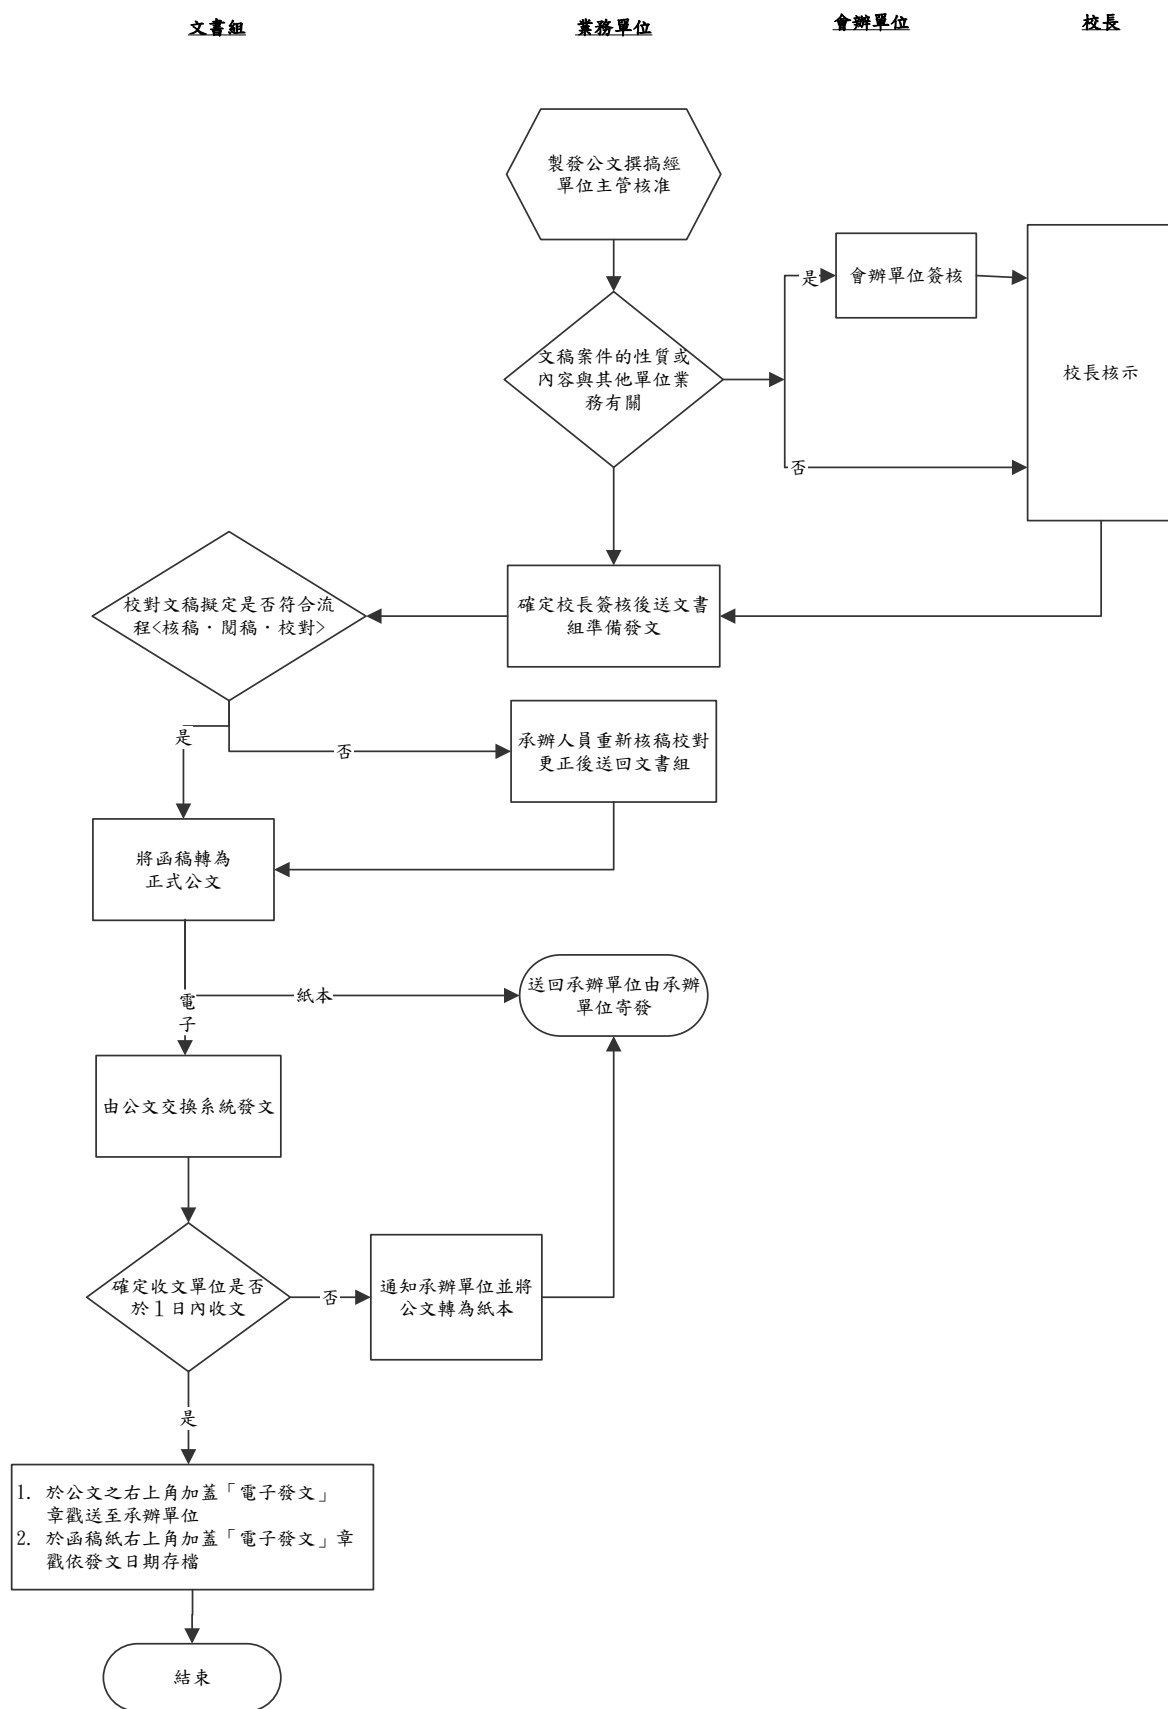 文書組
業務單位
會辦單位
校長
製發公文撰搞經
單位主管核准
是
會辦單位簽核
文稿案件的性質或
內容與其他單位業
務有關
校長核示
否
校對文稿擬定是否符合流
程<核稿‧閱稿‧校對>
確定校長簽核後送文書
組準備發文
是
否
承辦人員重新核稿校對
更正後送回文書組
將函稿轉為
正式公文
電
子
紙本
送回承辦單位由承辦
單位寄發
由公文交換系統發文
確定收文單位是否
於1日內收文
否
通知承辦單位並將
公文轉為紙本
是
1. 於公文之右上角加蓋「電子發文」
章戳送至承辦單位
2. 於函稿紙右上角加蓋「電子發文」章
戳依發文日期存檔
結束